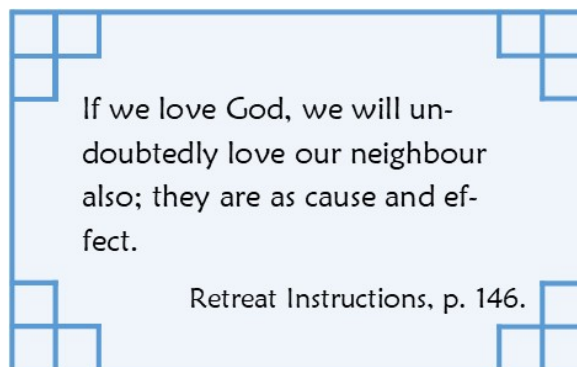 If we love God, we will un-
doubtedly love our neighbour
also; they are as cause and ef-
fect.
Retreat Instructions, p. 146.